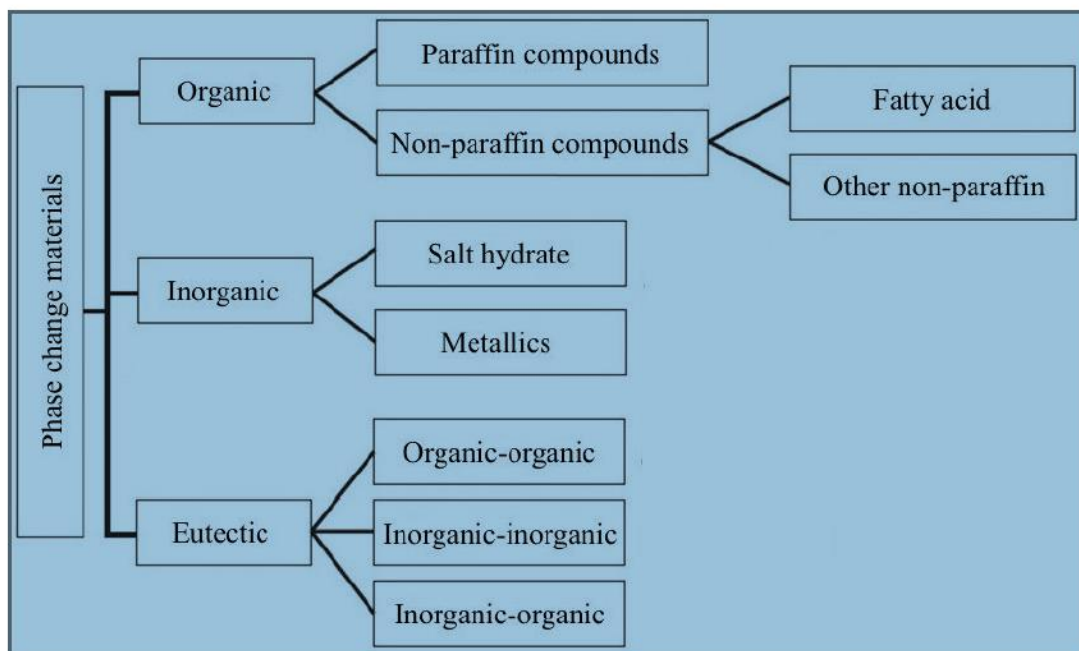 Phase change materials
Organic
Paraffin compounds
Non-paraffin compounds
Fatty acid
Other non-paraffin
Inorganic
Salt hydrate
Metallics
Eutectic
Organic-organic
Inorganic-inorganic
Inorganic-organic